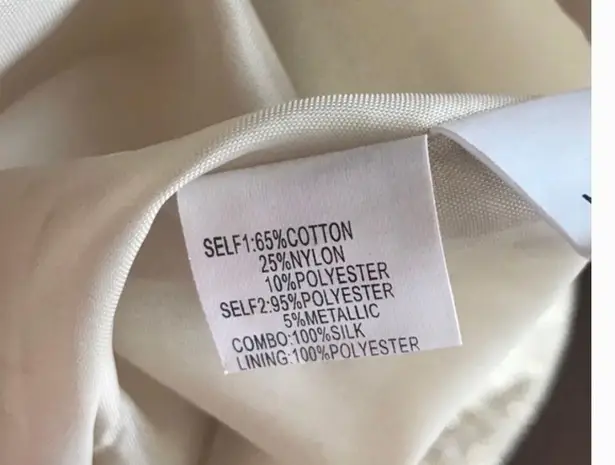 SELF1:65%COTTON
25%NYLON
10%POLYESTER
SELF2:95%POLYESTER
5%METALLIC
COMBO:100%SILK
LINING:100%POLYESTER